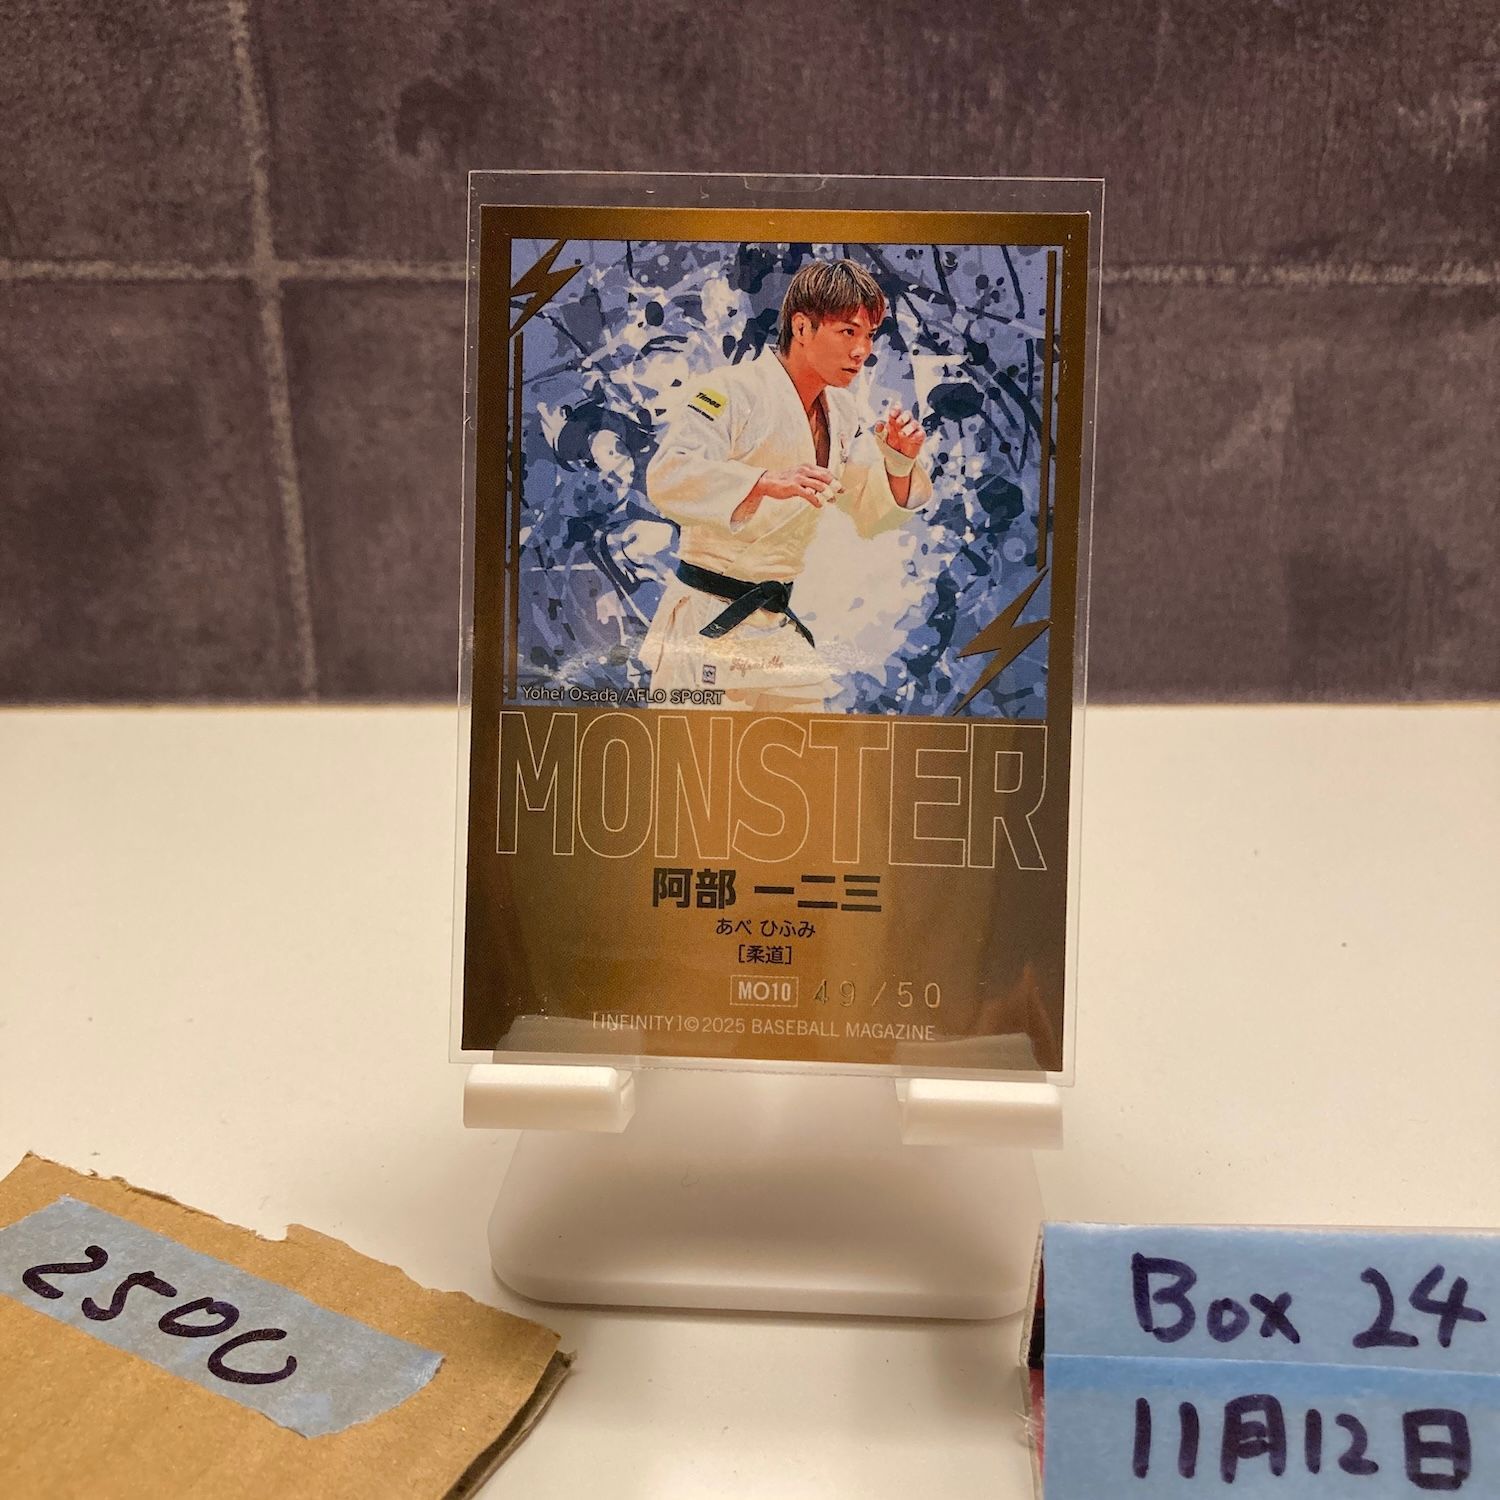 Times
Yohei Osada/AFLO SPORT
MONSTER
阿部 一二三
あべ ひふみ
[柔道]
MO10 49/50
[INFINITY]©2025 BASEBALL MAGAZINE
2500
Box 24
11月12日